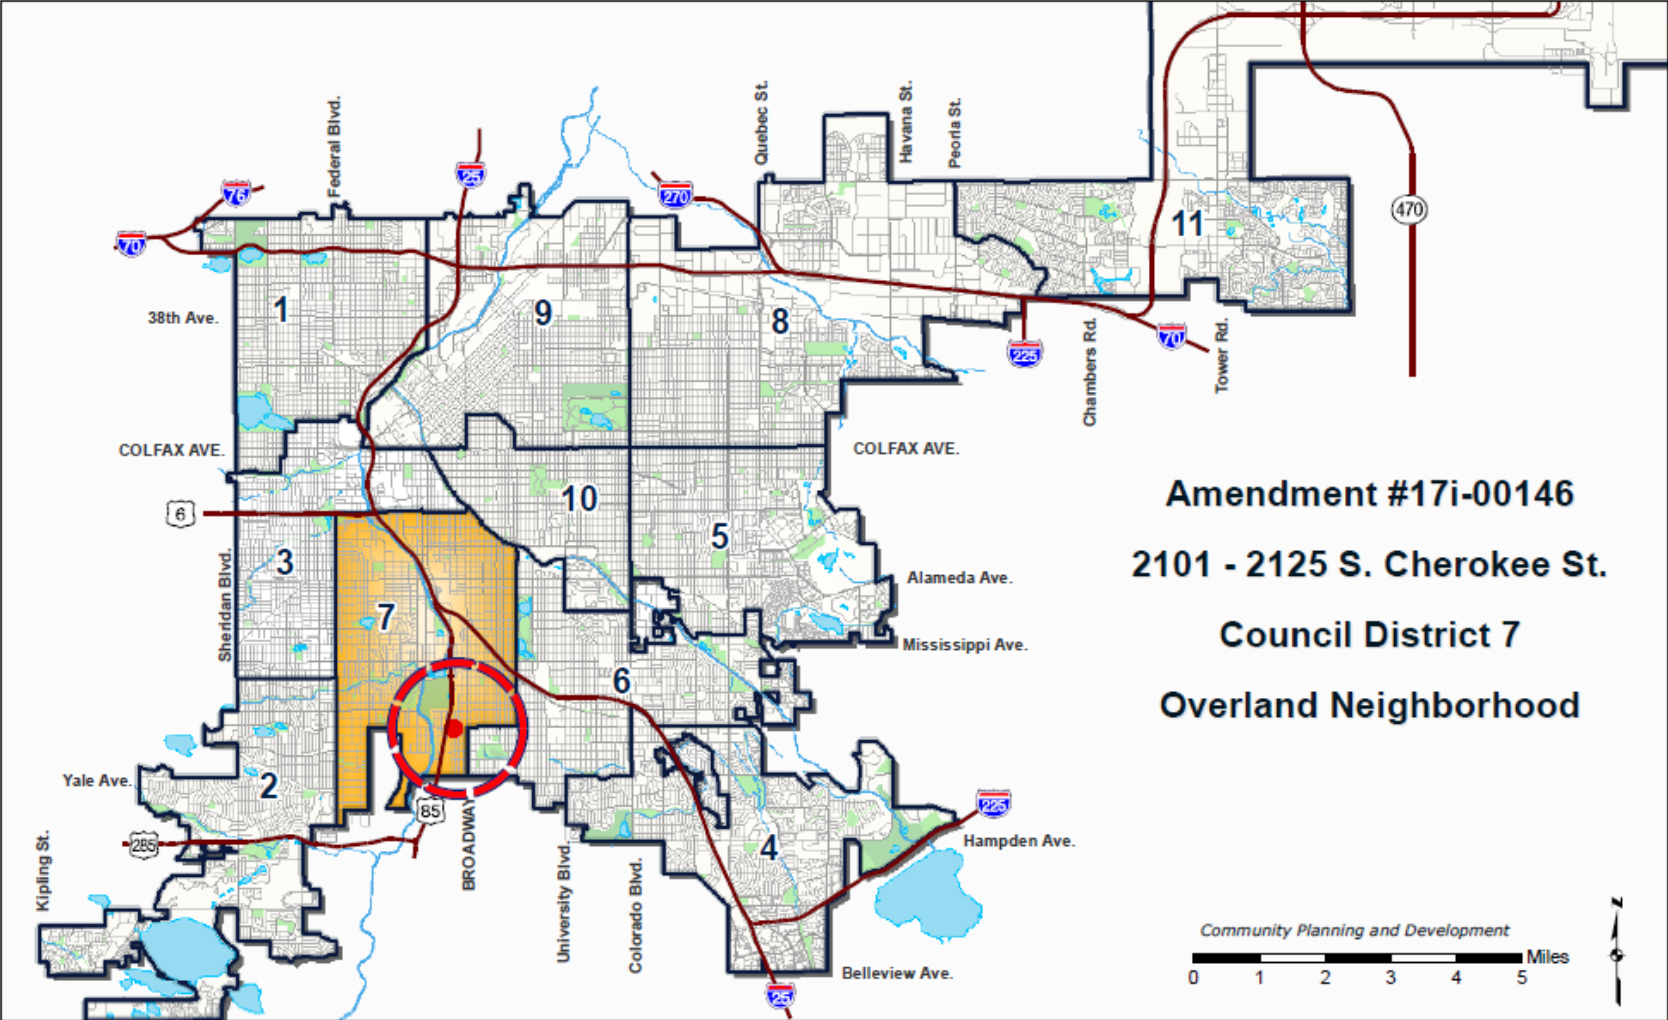 Federal Blvd.
Quebec St.
Havana St.
Peoria St.
25
76
270
70
470
11
1
9
8
38th Ave.
225
70
Chambers Rd.
Tower Rd.
COLFAX AVE.
COLFAX AVE.
Amendment #17i-00146
6
10
5
3
2101 - 2125 S. Cherokee St.
Sheridan Blvd.
Alameda Ave.
7
Council District 7
Mississippi Ave.
6
Overland Neighborhood
Yale Ave.
2
85
225
285
BROADWAY
4
Hampden Ave.
Kipling St.
University Blvd.
Colorado Blvd.
Community Planning and Development
Belleview Ave.
Miles
0 1 2 3 4 5
25